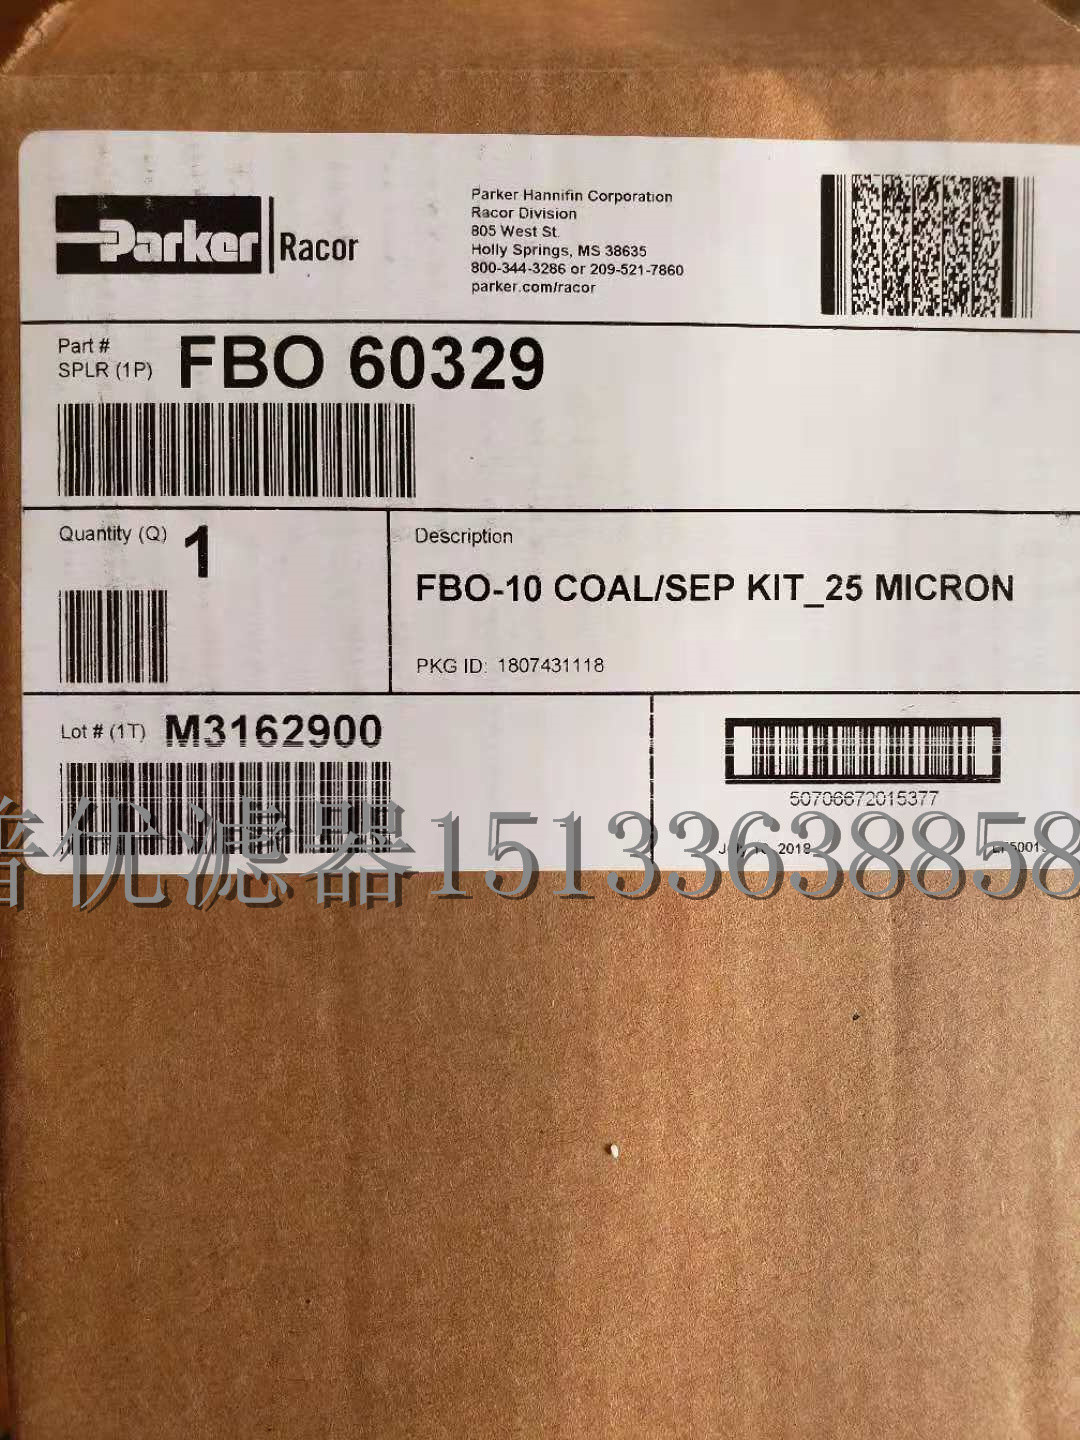 Parker
Racor
Parker Hannifin Corporation
Racor Division
805 West St.
Holly Springs, MS 38635
800-344-3286 or 209-521-7860
parker.com/racor
Part #
SPLR (1P)
FBO 60329
Quantity (Q)
1
Description
FBO-10 COAL/SEP KIT_25 MICRON
PKG ID: 1807431118
Lot # (1T)
M3162900
50706672015377
2018
优滤器15133638858